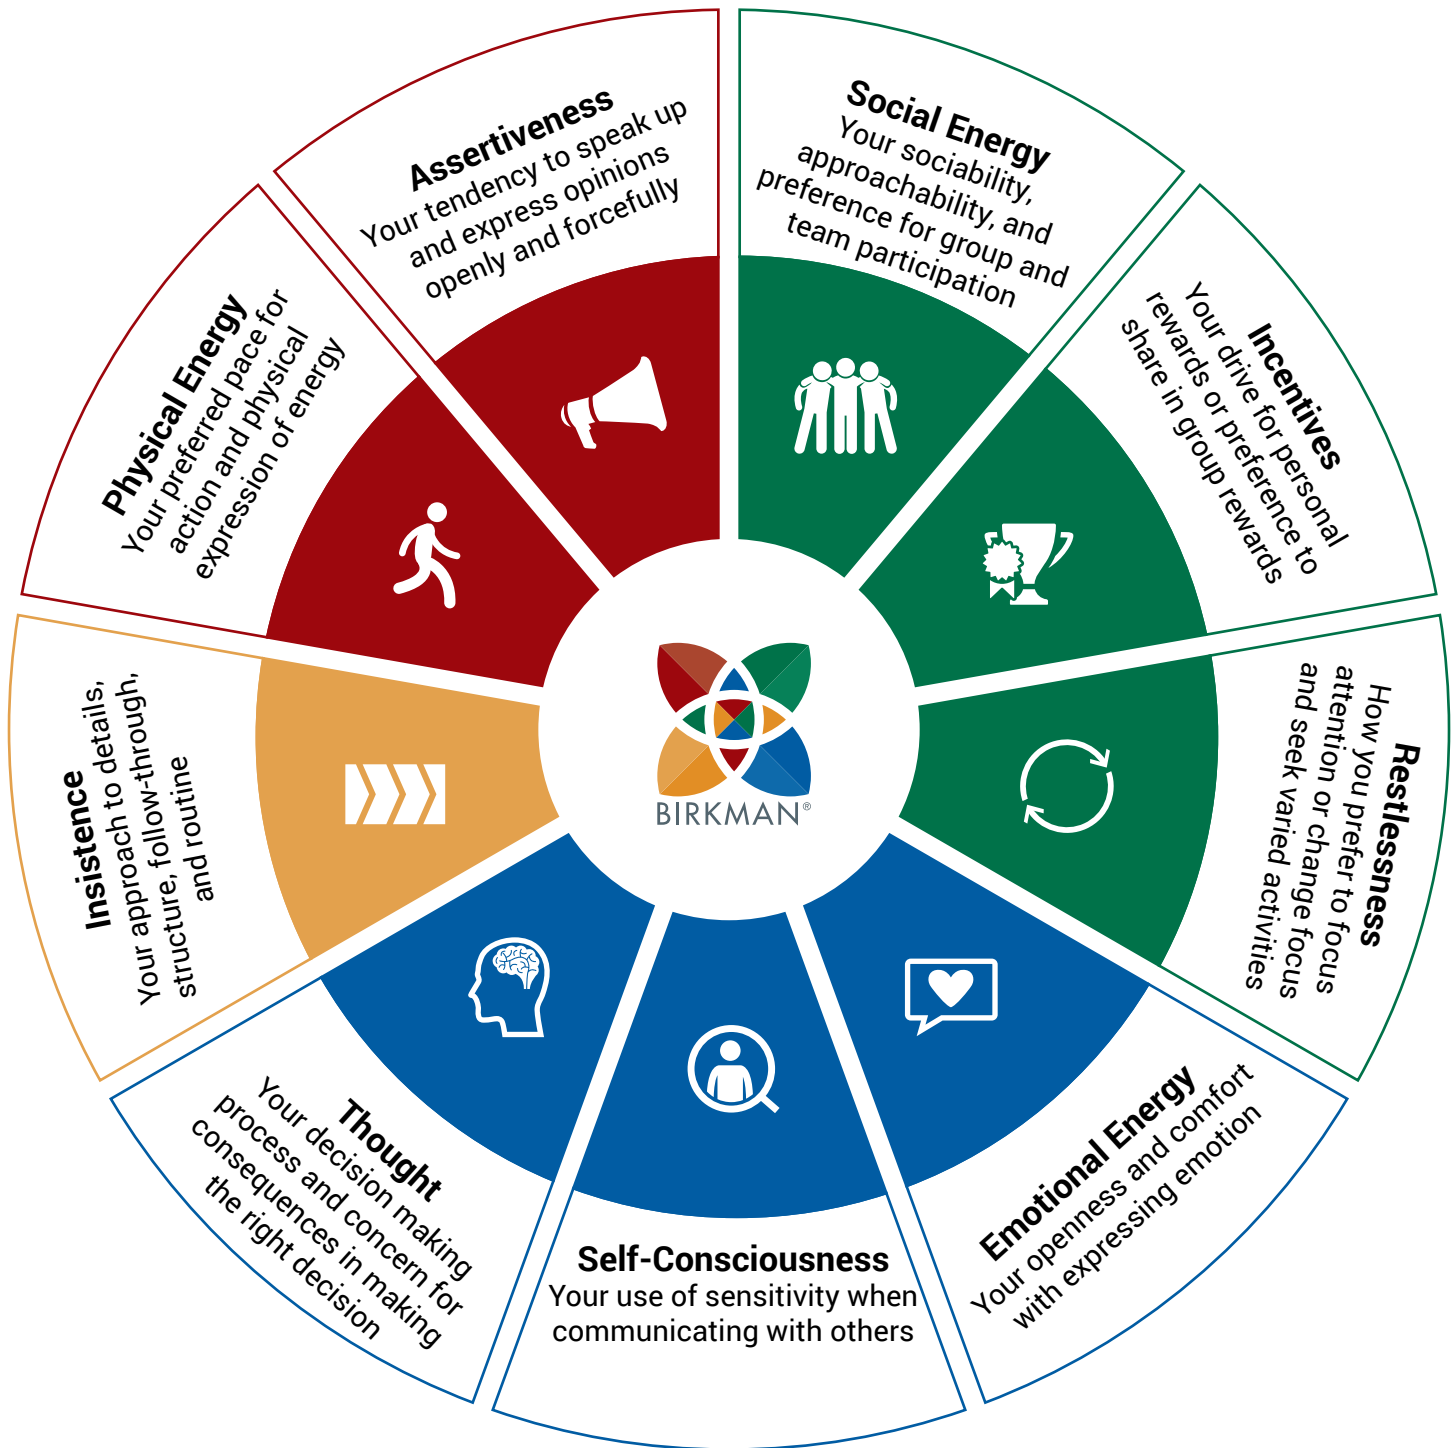 Social Energy
Your sociability,
approachability, and
preference for group and
team participation
Incentives
Your drive for personal
rewards or preference to
share in group rewards
Restlessness
How you prefer to focus
attention or change focus
and seek varied activities
Emotional Energy
Your openness and comfort
with expressing emotion
Self-Consciousness
Your use of sensitivity when
communicating with others
Thought
Your decision making
process and concern for
consequences in making
the right decision
Insistence
Your approach to details,
structure, follow-through,
and routine
Physical Energy
Your preferred pace for
action and physical
expression of energy
Assertiveness
Your tendency to speak up
and express opinions
openly and forcefully
BIRKMAN®